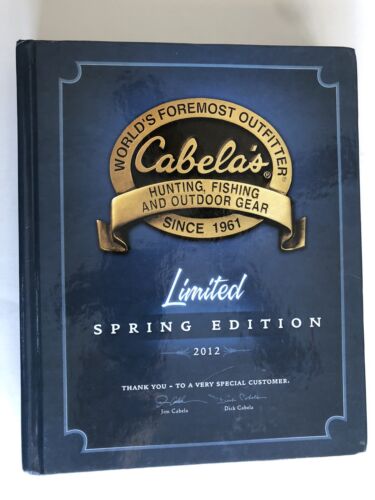 WORLD'S FOREMOST OUTFITTER®
Cabela's®
HUNTING, FISHING
AND OUTDOOR GEAR
SINCE 1961
Limited
SPRING EDITION
2012
THANK YOU - TO A VERY SPECIAL CUSTOMER.
Jim Cabela Dick Cabela